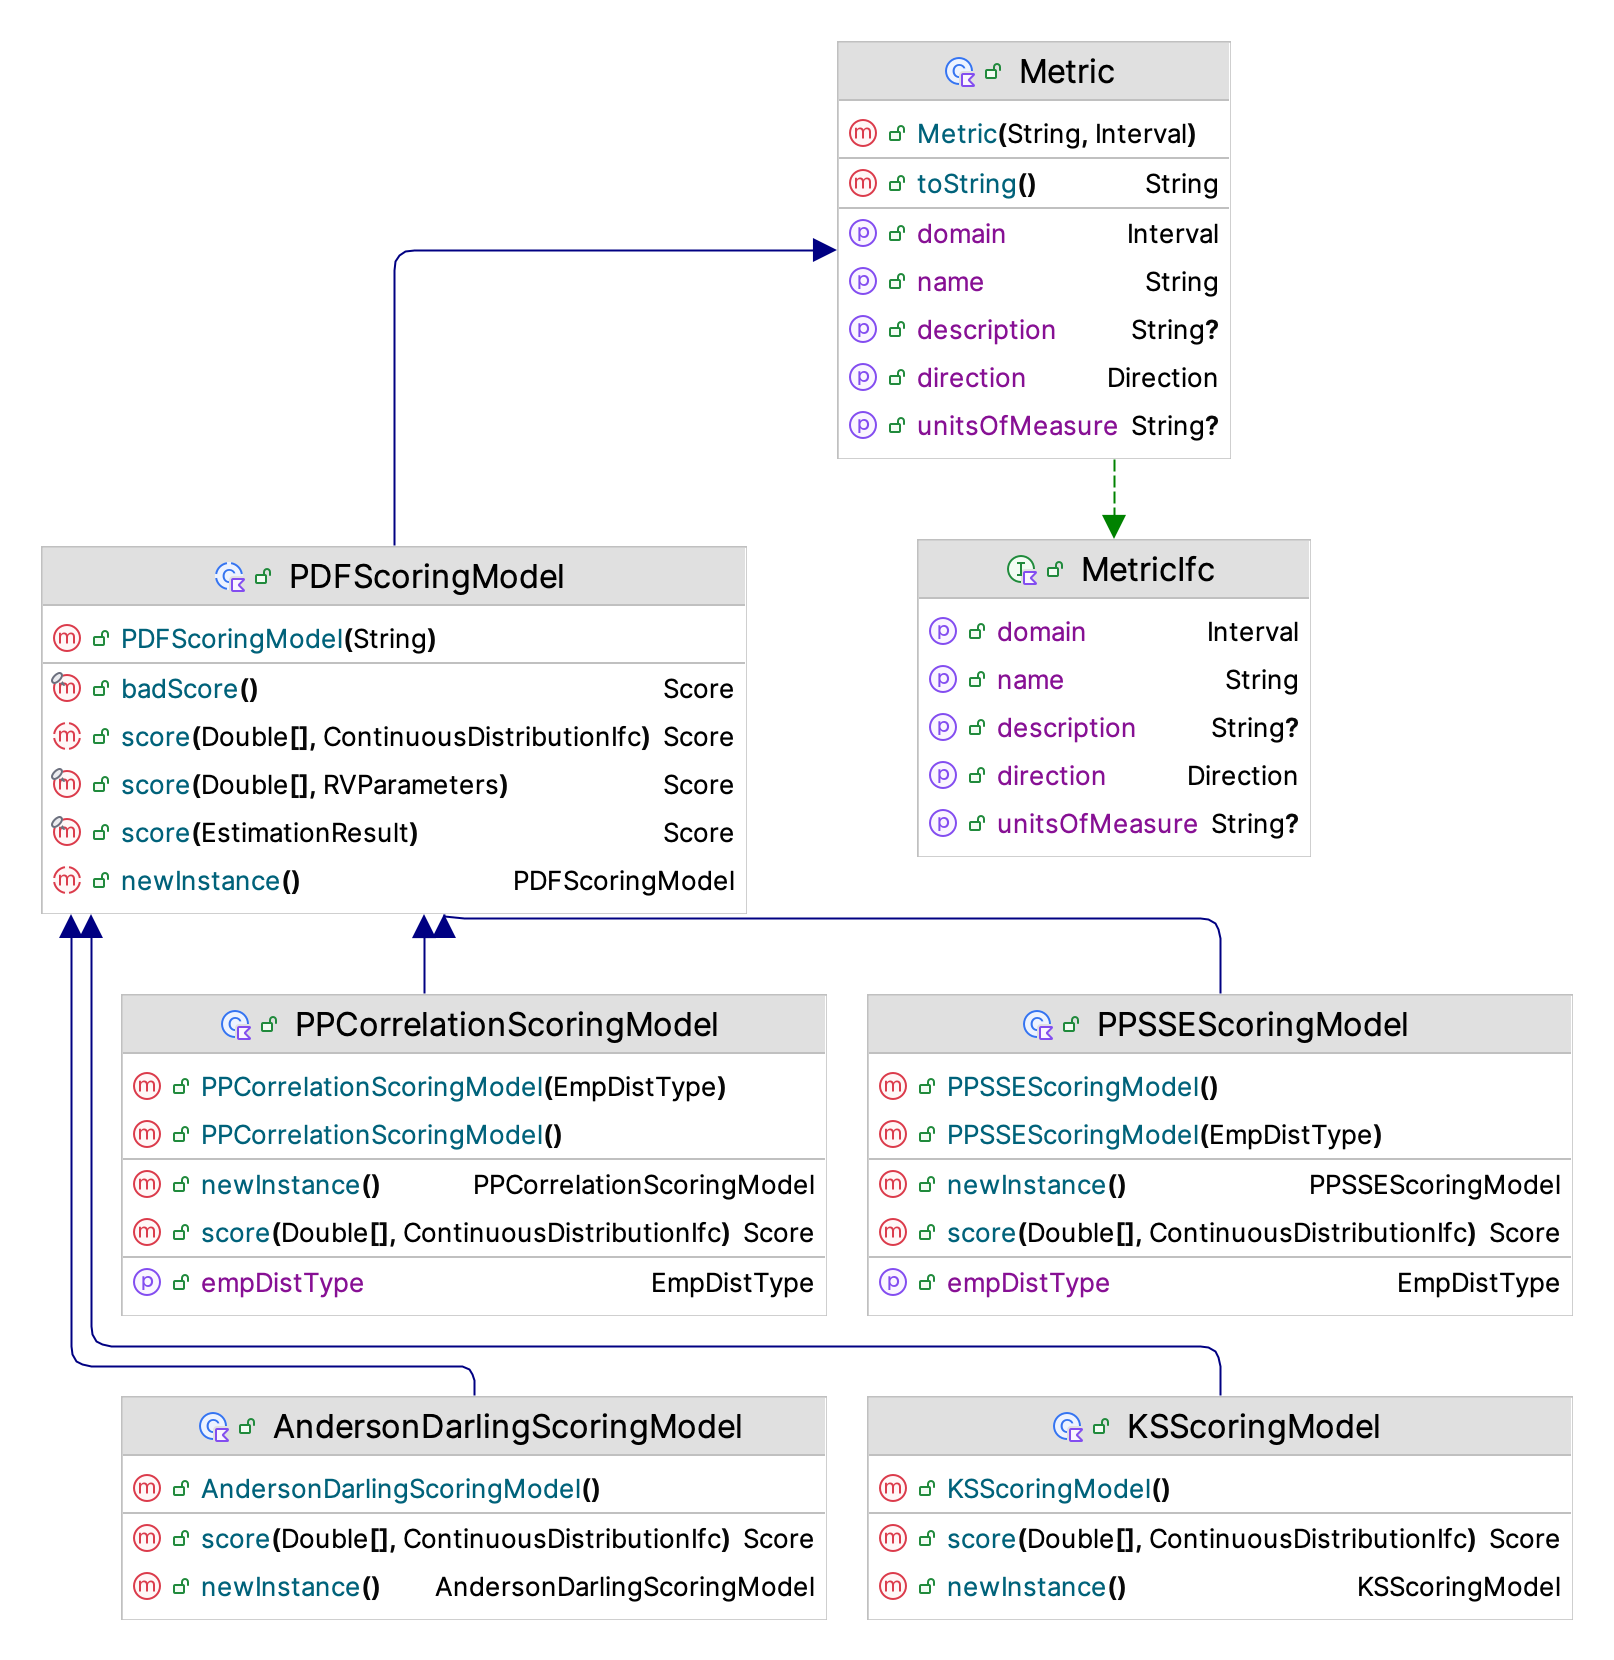 Metric
Metric(String, Interval)
toString() String
domain Interval
name String
description String?
direction Direction
unitsOfMeasure String?
PDFScoringModel
PDFScoringModel(String)
badScore() Score
score(Double[], ContinuousDistributionIfc) Score
score(Double[], RVParameters) Score
score(EstimationResult) Score
newInstance() PDFScoringModel
MetricIfc
domain Interval
name String
description String?
direction Direction
unitsOfMeasure String?
PPCorrelationScoringModel
PPCorrelationScoringModel(EmpDistType)
PPCorrelationScoringModel()
newInstance() PPCorrelationScoringModel
score(Double[], ContinuousDistributionIfc) Score
empDistType EmpDistType
PPSSEScoringModel
PPSSEScoringModel()
PPSSEScoringModel(EmpDistType)
newInstance() PPSSEScoringModel
score(Double[], ContinuousDistributionIfc) Score
empDistType EmpDistType
AndersonDarlingScoringModel
AndersonDarlingScoringModel()
score(Double[], ContinuousDistributionIfc) Score
newInstance() AndersonDarlingScoringModel
KSScoringModel
KSScoringModel()
score(Double[], ContinuousDistributionIfc) Score
newInstance() KSScoringModel